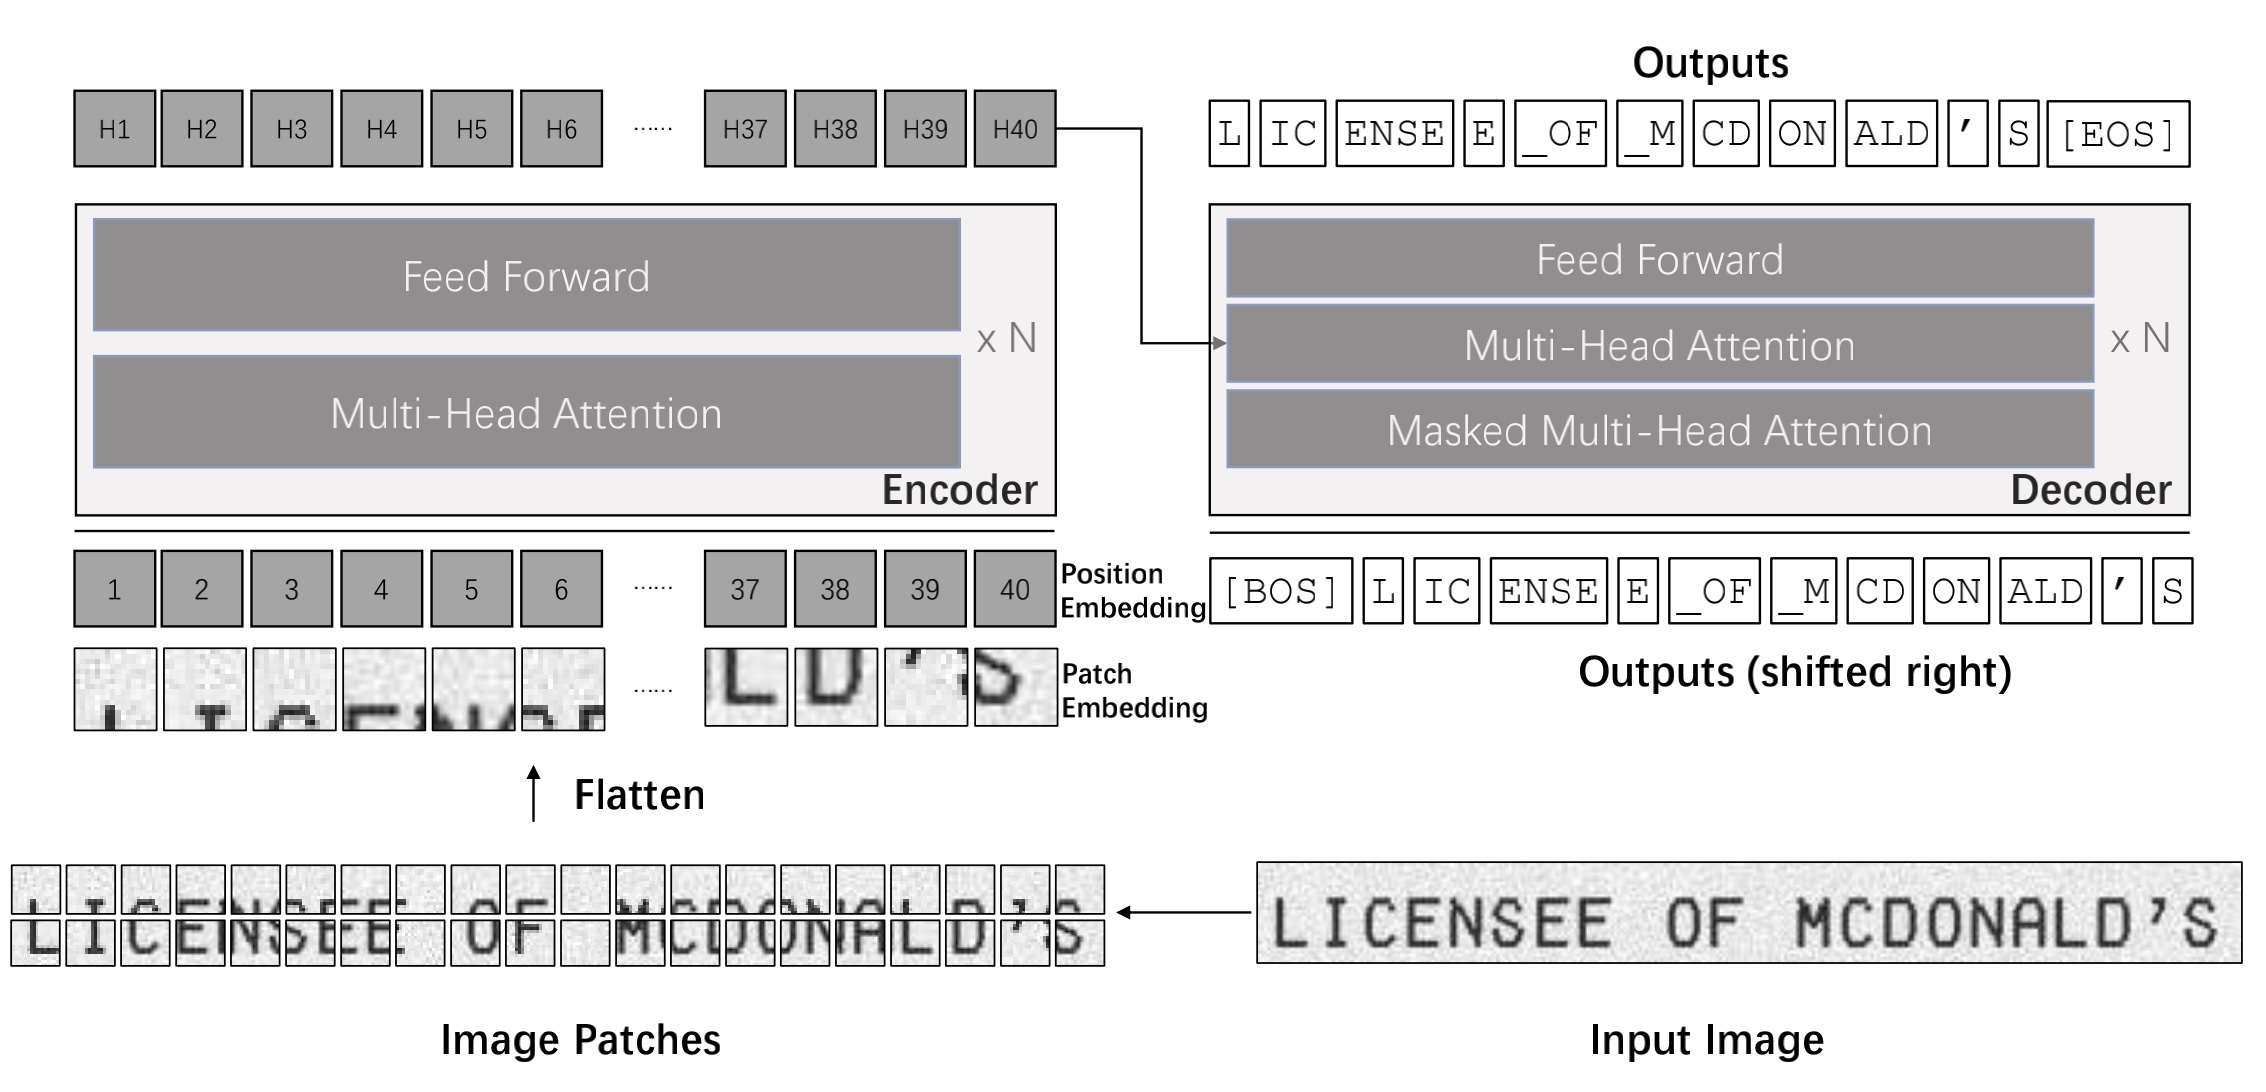 Outputs
H1 H2 H3 H4 H5 H6 ...... H37 H38 H39 H40
L IC ENSE E _OF _M CD ON ALD ' S [EOS]
Feed Forward
Multi-Head Attention
x N
Encoder
Feed Forward
Multi-Head Attention
Masked Multi-Head Attention
x N
Decoder
1 2 3 4 5 6 ...... 37 38 39 40
Position
Embedding
[BOS] L IC ENSE E _OF _M CD ON ALD ' S
......
LD'S
Patch
Embedding
Outputs (shifted right)
Flatten
LICENSEE OF MCDONALD'S
LICENSEE OF MCDONALD'S
Image Patches
Input Image